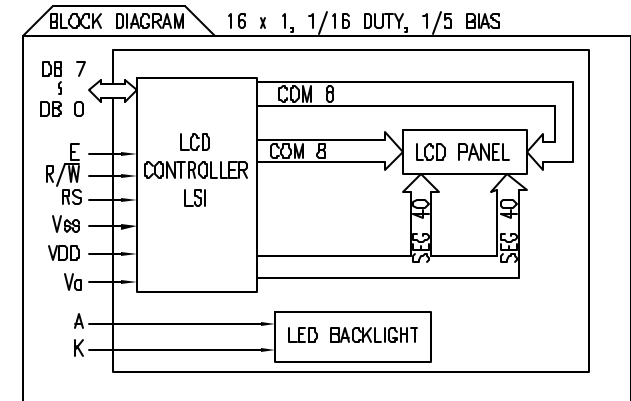 BLOCK DIAGRAM 16 x 1, 1/16 DUTY, 1/5 BIAS
DB 7
DB 0
E
R/W̅
RS
Vss
VDD
Vo
A
K
LCD
CONTROLLER
LSI
COM 8
COM 8
LCD PANEL
SEG 40
SEG 40
LED BACKLIGHT